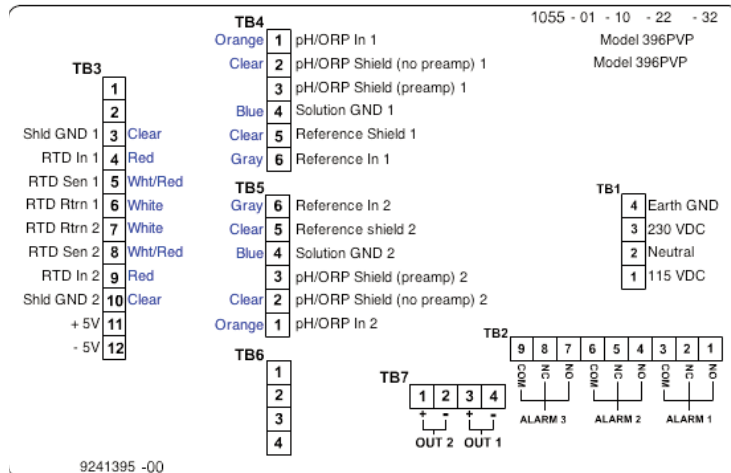 1055 - 01 - 10 - 22 - 32
Model 396PVP
Model 396PVP
TB4
Orange 1 pH/ORP In 1
Clear 2 pH/ORP Shield (no preamp) 1
3 pH/ORP Shield (preamp) 1
Blue 4 Solution GND 1
Clear 5 Reference Shield 1
Gray 6 Reference In 1
TB3
1
2
Shld GND 1 3 Clear
RTD In 1 4 Red
RTD Sen 1 5 Wht/Red
RTD Rtrn 1 6 White
RTD Rtrn 2 7 White
RTD Sen 2 8 Wht/Red
RTD In 2 9 Red
Shld GND 2 10 Clear
+ 5V 11
- 5V 12
TB5
Gray 6 Reference In 2
Clear 5 Reference shield 2
Blue 4 Solution GND 2
3 pH/ORP Shield (preamp) 2
Clear 2 pH/ORP Shield (no preamp) 2
Orange 1 pH/ORP In 2
TB1
4 Earth GND
3 230 VDC
2 Neutral
1 115 VDC
TB6
1
2
3
4
TB7
1 2 3 4
+ - + -
OUT 2 OUT 1
TB2
9 8 7 6 5 4 3 2 1
COM NC NO COM NC NO COM NC NO
ALARM 3 ALARM 2 ALARM 1
9241395 -00